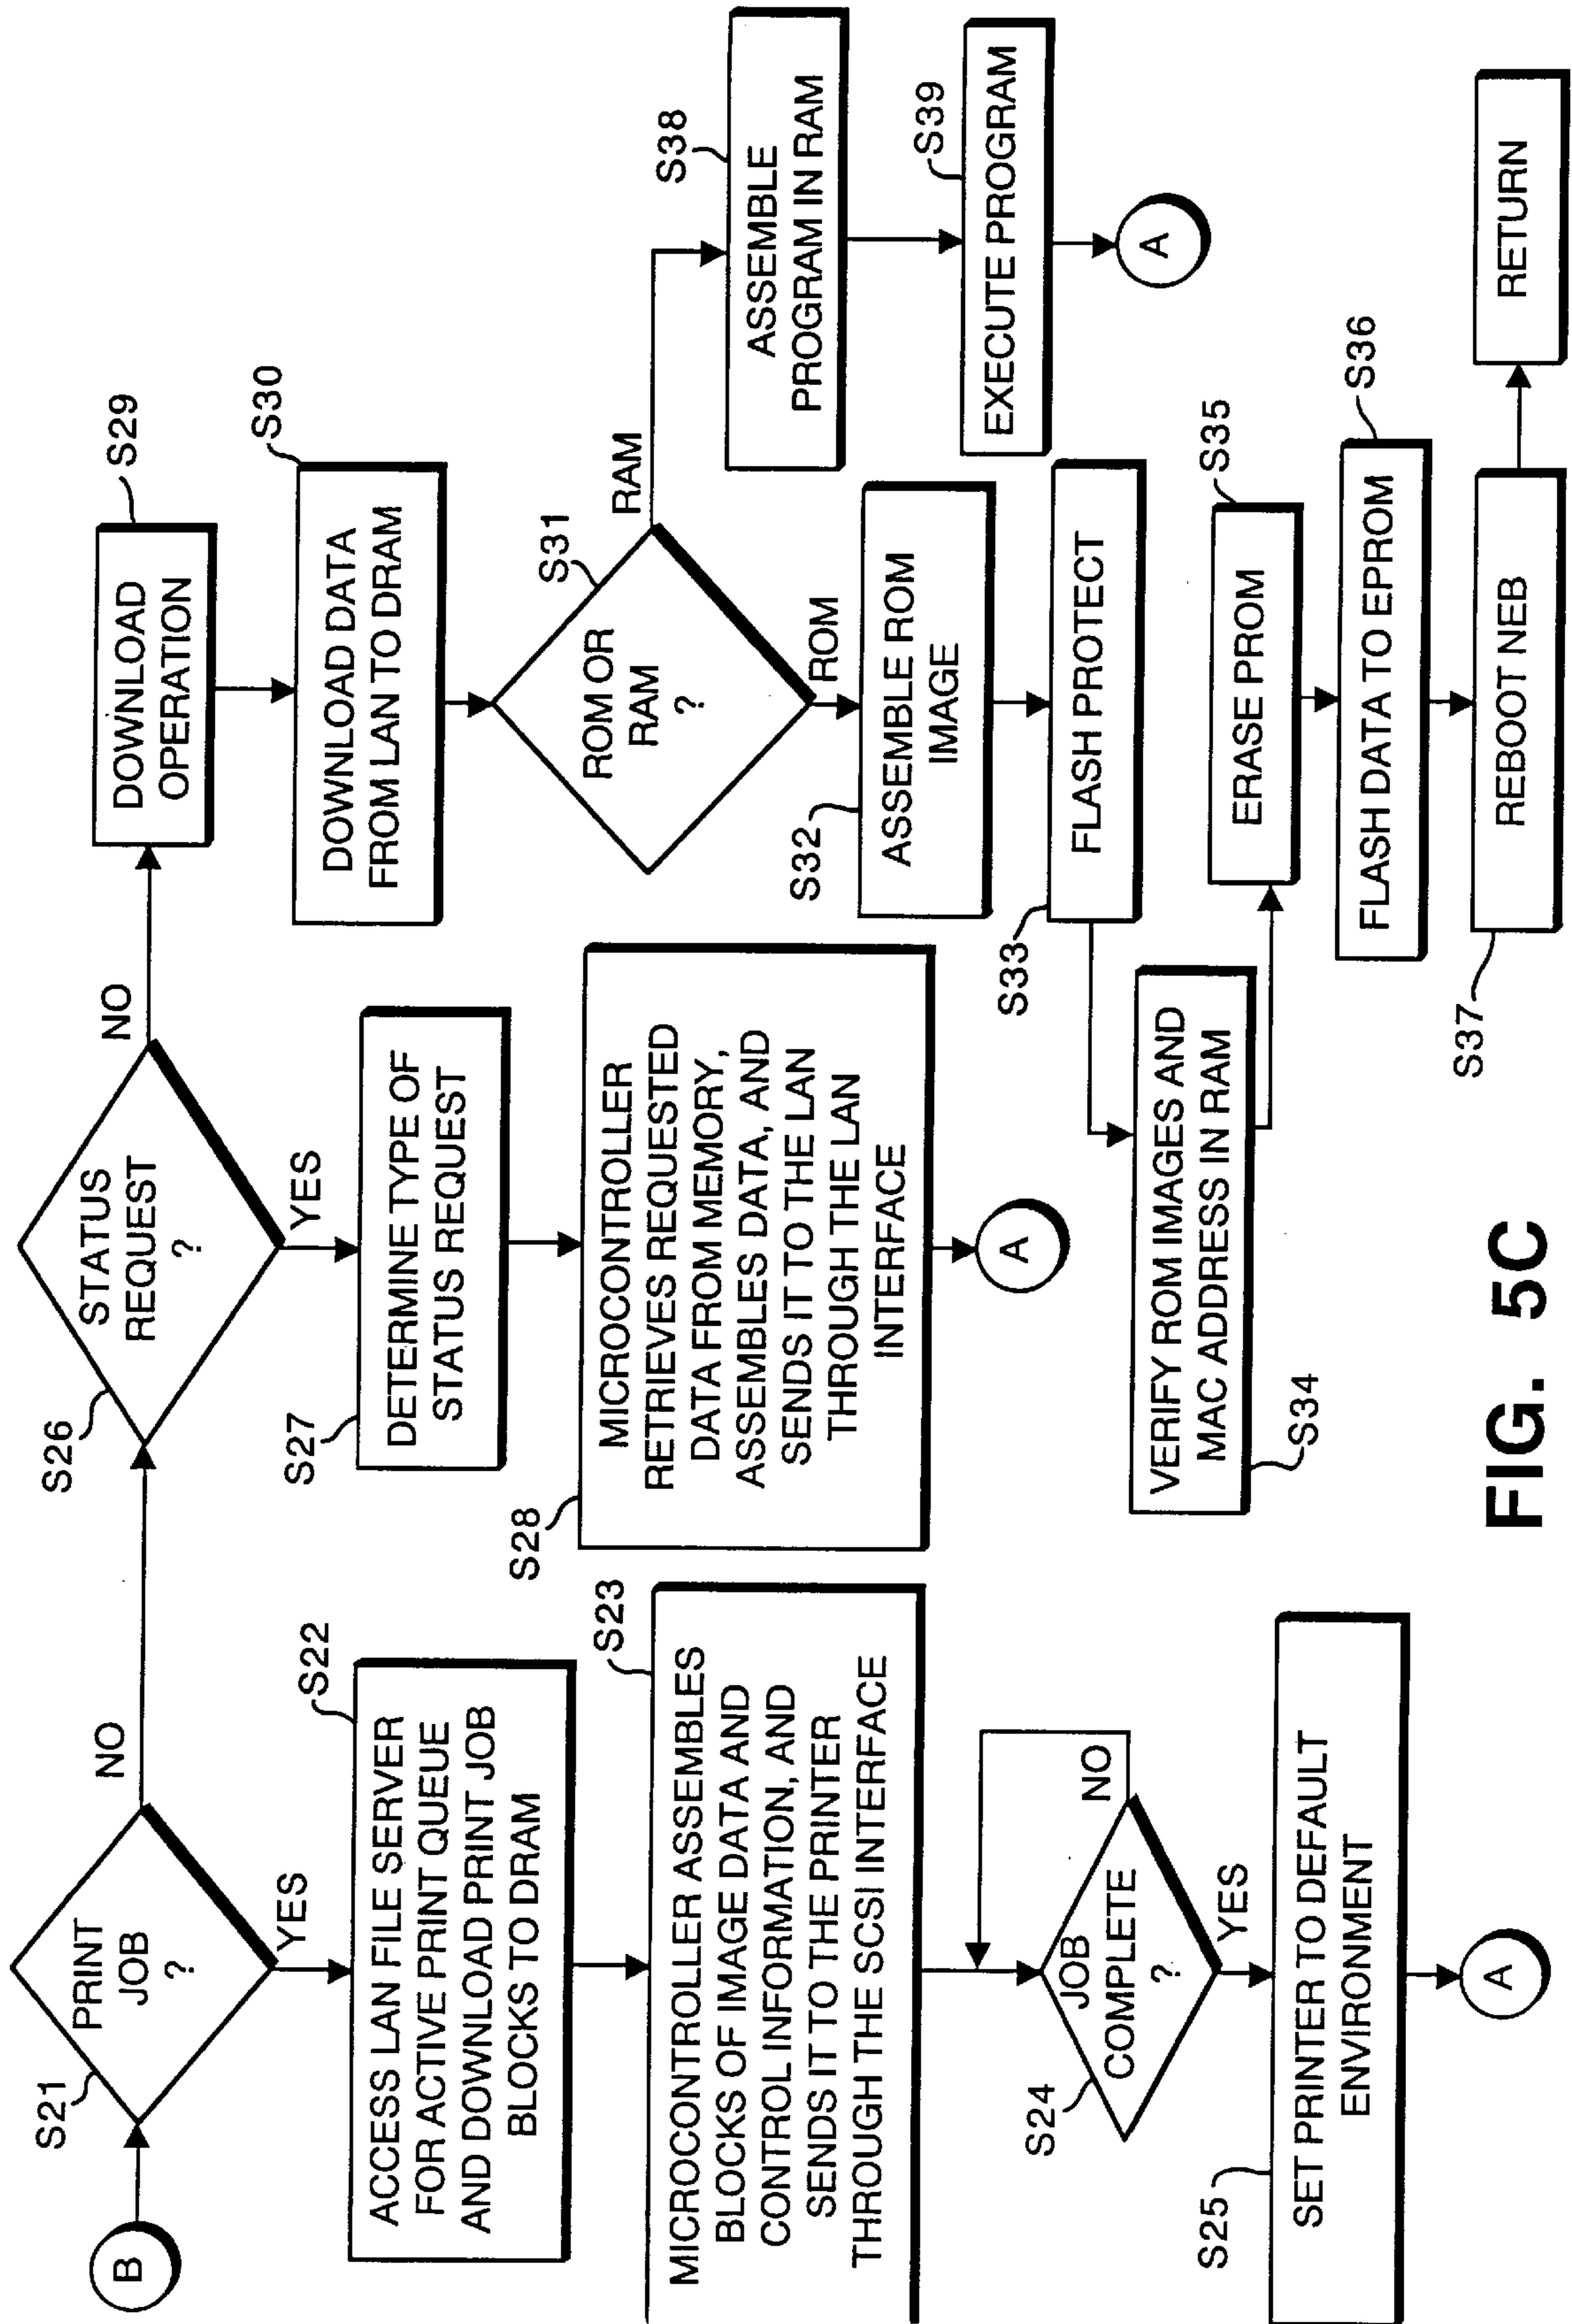 B
S21
PRINT
JOB
?
NO
YES
S22
ACCESS LAN FILE SERVER
FOR ACTIVE PRINT QUEUE
AND DOWNLOAD PRINT JOB
BLOCKS TO DRAM
S23
MICROCONTROLLER ASSEMBLES
BLOCKS OF IMAGE DATA AND
CONTROL INFORMATION, AND
SENDS IT TO THE PRINTER
THROUGH THE SCSI INTERFACE
S24
JOB
COMPLETE
?
NO
YES
S25
SET PRINTER TO DEFAULT
ENVIRONMENT
A
S26
STATUS
REQUEST
?
NO
YES
S27
DETERMINE TYPE OF
STATUS REQUEST
S28
MICROCONTROLLER
RETRIEVES REQUESTED
DATA FROM MEMORY,
ASSEMBLES DATA, AND
SENDS IT TO THE LAN
THROUGH THE LAN
INTERFACE
A
S29
DOWNLOAD
OPERATION
S30
DOWNLOAD DATA
FROM LAN TO DRAM
S31
ROM OR
RAM
?
RAM
ROM
S32
ASSEMBLE ROM
IMAGE
S33
FLASH PROTECT
VERIFY ROM IMAGES AND
MAC ADDRESS IN RAM
S34
S35
ERASE PROM
S36
FLASH DATA TO EPROM
S37
REBOOT NEB
RETURN
S38
ASSEMBLE
PROGRAM IN RAM
S39
EXECUTE PROGRAM
A
FIG. 5C